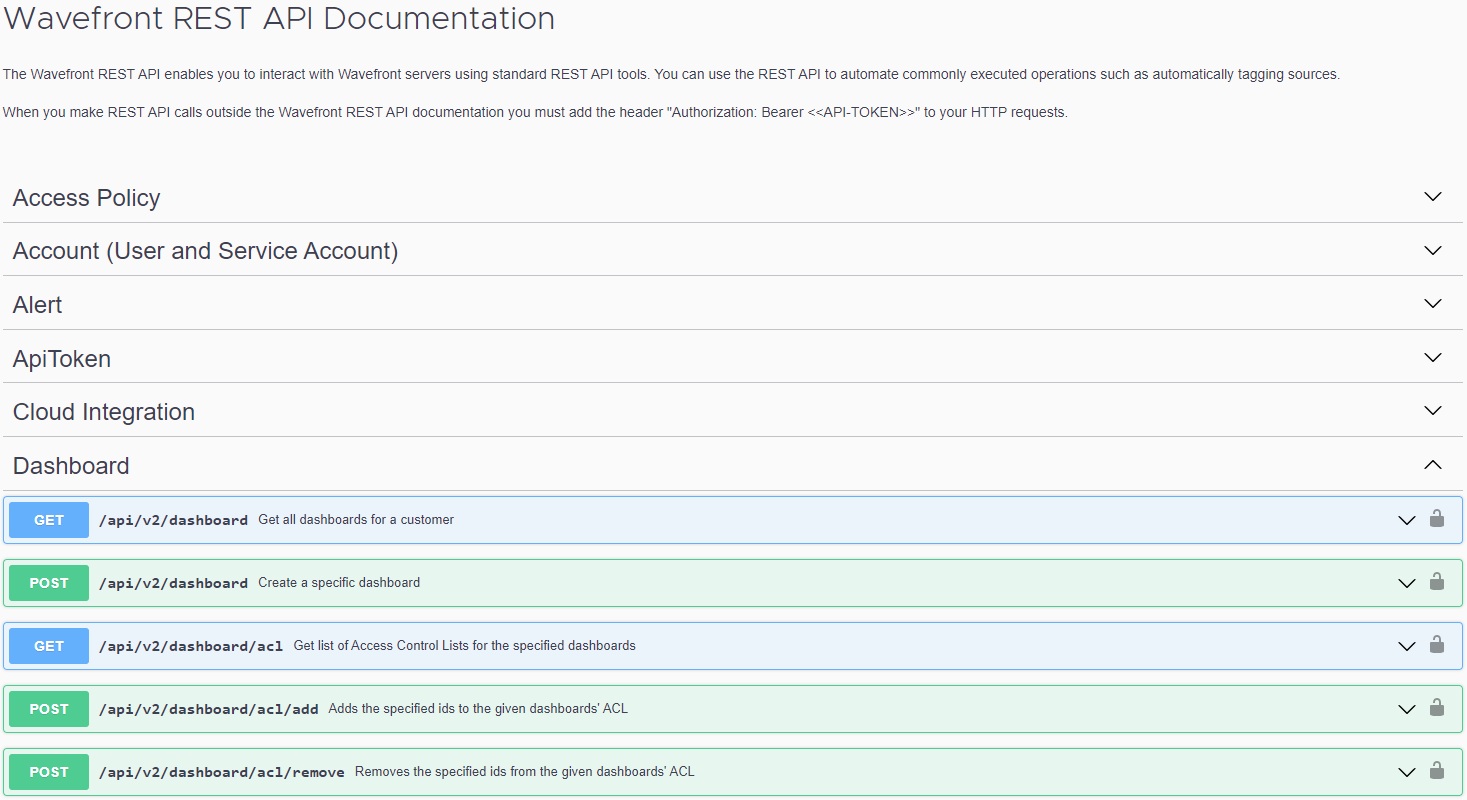 Wavefront REST API Documentation
The Wavefront REST API enables you to interact with Wavefront servers using standard REST API tools. You can use the REST API to automate commonly executed operations such as automatically tagging sources.
When you make REST API calls outside the Wavefront REST API documentation you must add the header "Authorization: Bearer <<API-TOKEN>>" to your HTTP requests.
Access Policy
Account (User and Service Account)
Alert
ApiToken
Cloud Integration
Dashboard
GET /api/v2/dashboard Get all dashboards for a customer
POST /api/v2/dashboard Create a specific dashboard
GET /api/v2/dashboard/acl Get list of Access Control Lists for the specified dashboards
POST /api/v2/dashboard/acl/add Adds the specified ids to the given dashboards' ACL
POST /api/v2/dashboard/acl/remove Removes the specified ids from the given dashboards' ACL